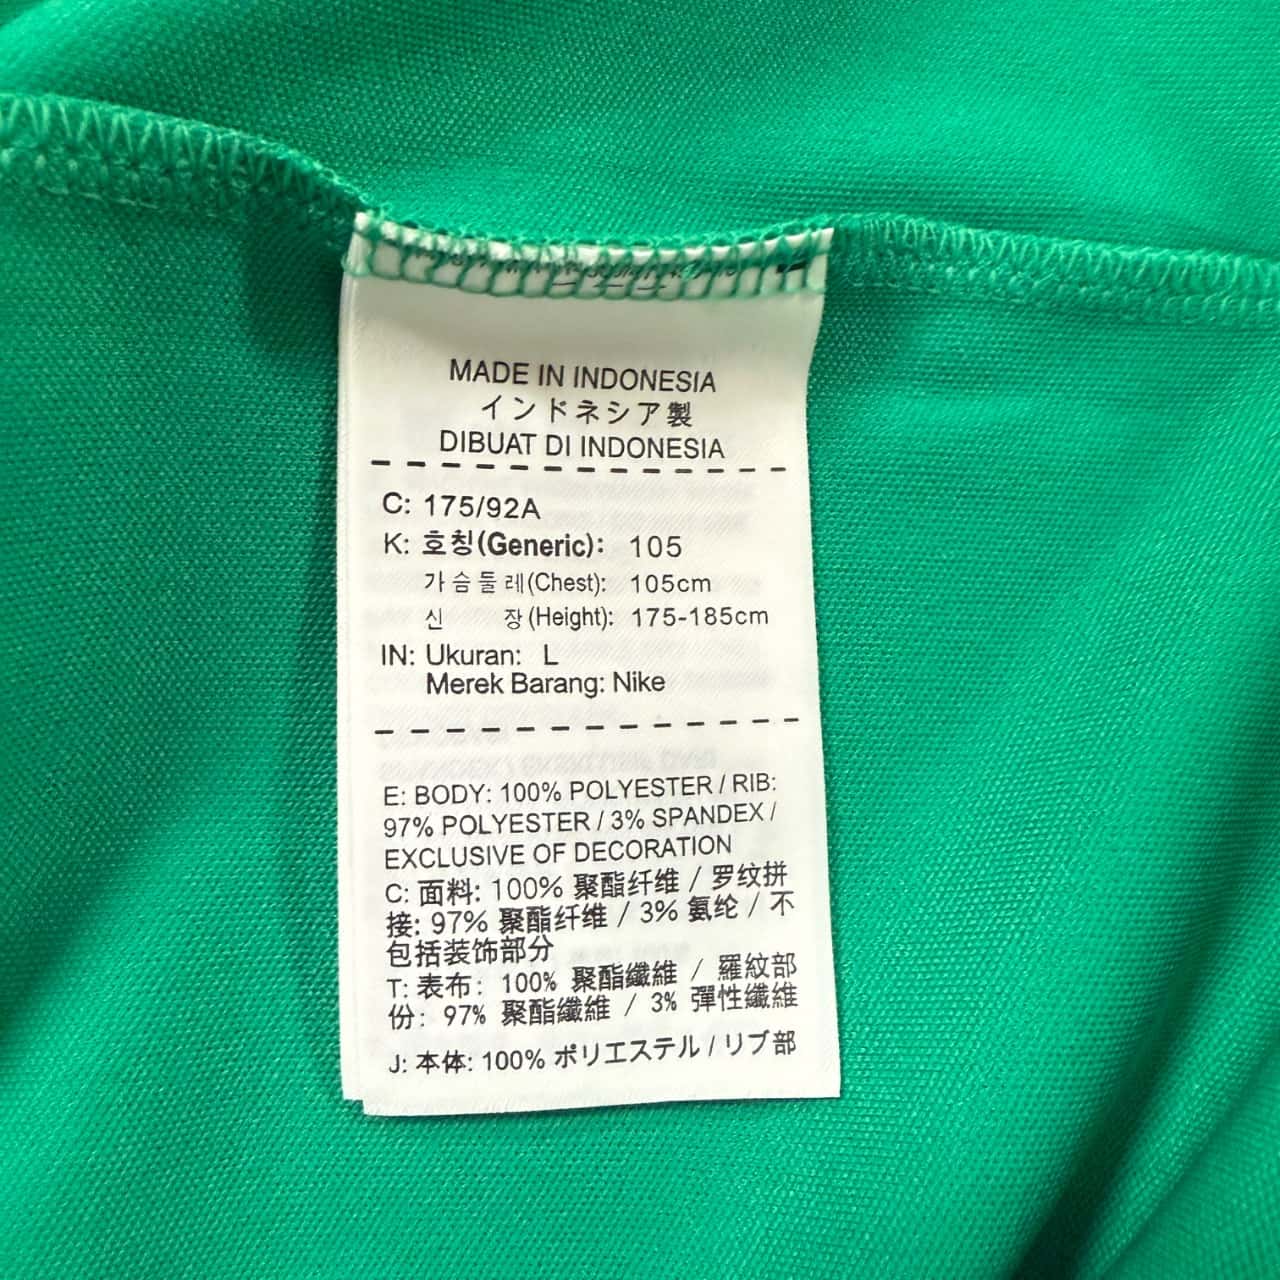 MADE IN INDONESIA
インドネシア製
DIBUAT DI INDONESIA
C: 175/92A
K: 호칭(Generic): 105
가슴둘레(Chest): 105cm
신 장(Height): 175-185cm
IN: Ukuran: L
Merek Barang: Nike
E: BODY: 100% POLYESTER / RIB:
97% POLYESTER / 3% SPANDEX /
EXCLUSIVE OF DECORATION
C: 面料: 100% 聚酯纤维 / 罗纹拼
接: 97% 聚酯纤维 / 3% 氨纶 / 不
包括装饰部分
T: 表布: 100% 聚酯纖維 / 羅紋部
份: 97% 聚酯纖維 / 3% 彈性纖維
J: 本体: 100% ポリエステル / リブ部